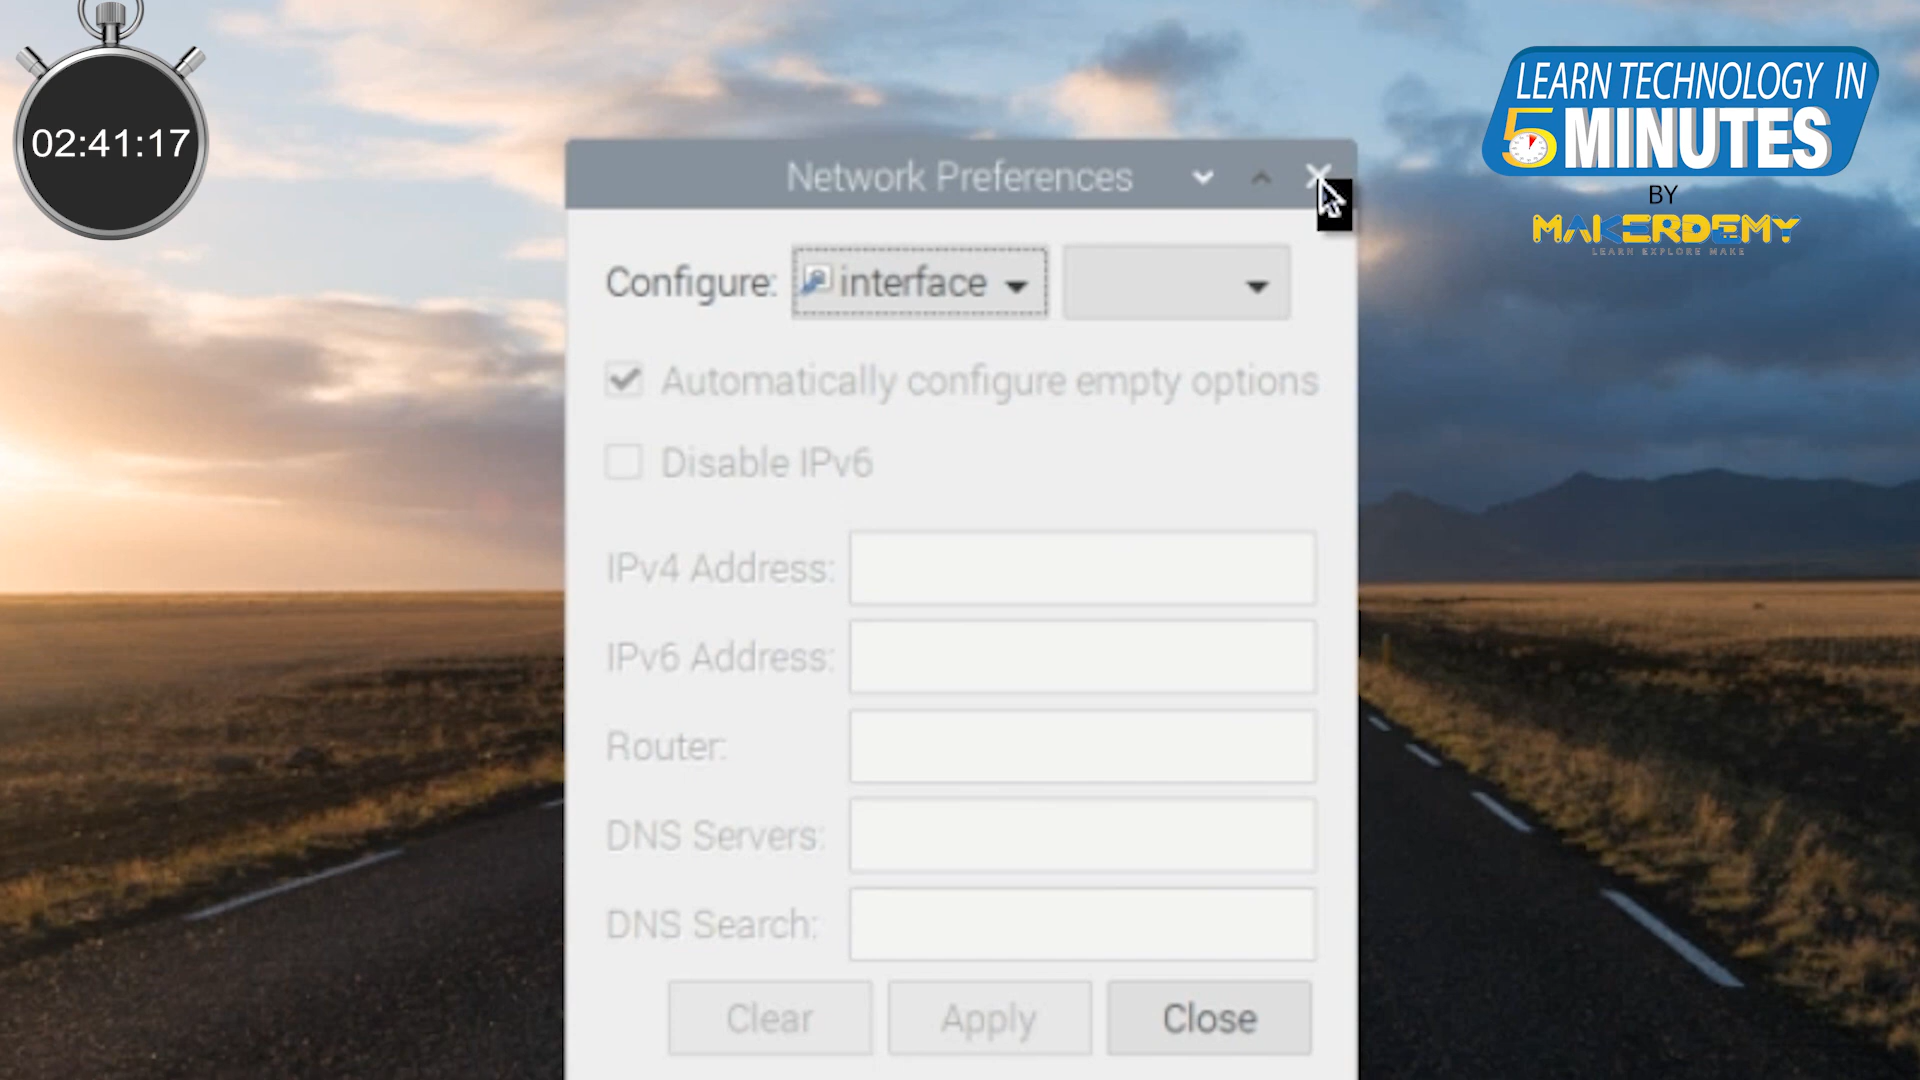 02:41:17
LEARN TECHNOLOGY IN
5 MINUTES
BY
MAKERDEMY
LEARN EXPLORE MAKE
Network Preferences
Configure: interface
Automatically configure empty options
Disable IPv6
IPv4 Address:
IPv6 Address:
Router:
DNS Servers:
DNS Search:
Clear Apply Close